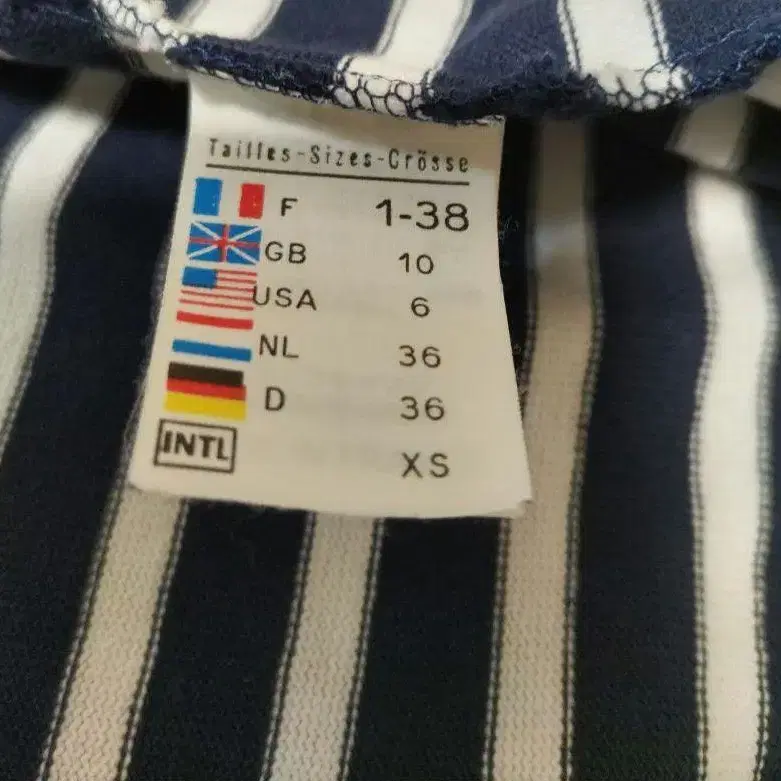 Tailles-Sizes-Grösse
F 1-38
GB 10
USA 6
NL 36
D 36
INTL XS